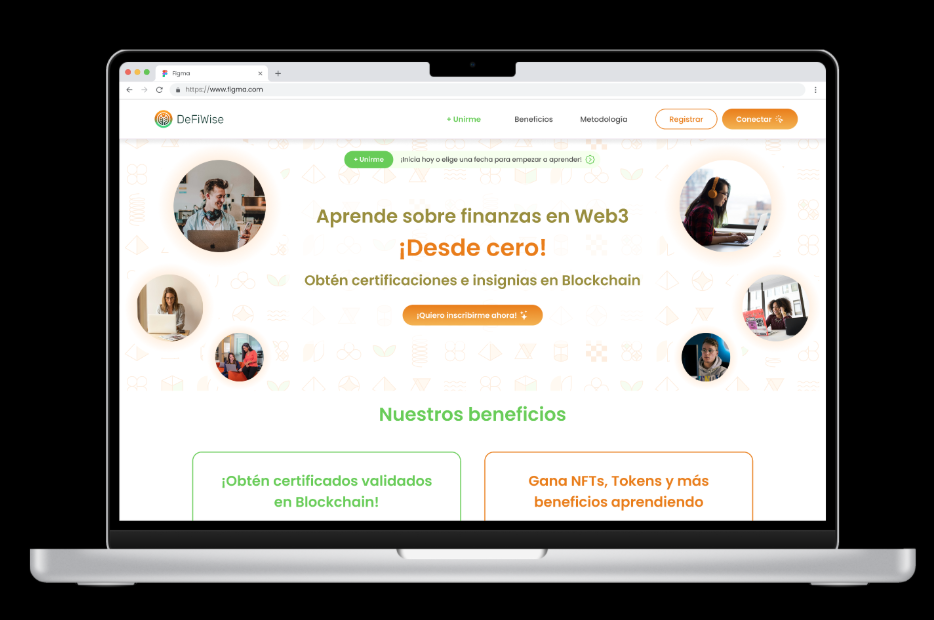 Figma
https://www.figma.com
DeFiWise
+ Unirme
Beneficios
Metodología
Registrar
Conectar
+ Unirme
¡Inicia hoy o elige una fecha para empezar a aprender!
Aprende sobre finanzas en Web3
¡Desde cero!
Obtén certificaciones e insignias en Blockchain
¡Quiero inscribirme ahora!
Nuestros beneficios
¡Obtén certificados validados
en Blockchain!
Gana NFTs, Tokens y más
beneficios aprendiendo